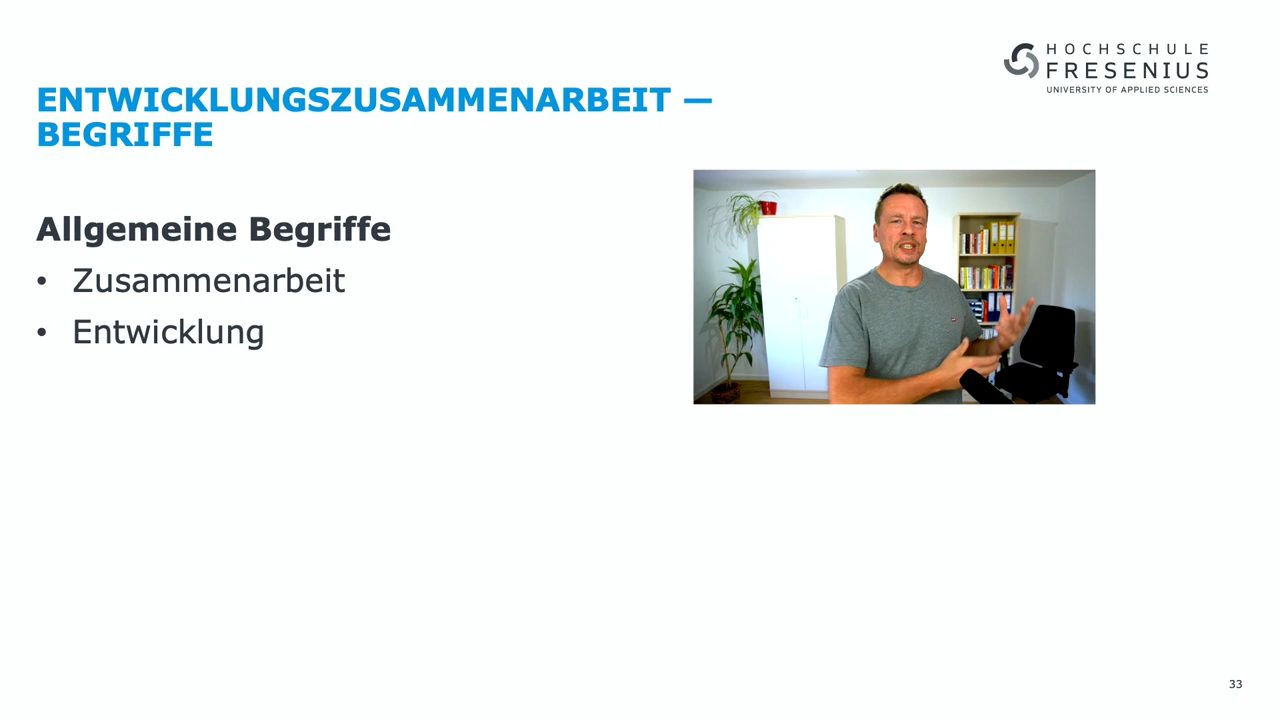 HOCHSCHULE
FRESENIUS
UNIVERSITY OF APPLIED SCIENCES
ENTWICKLUNGSZUSAMMENARBEIT —
BEGRIFFE
Allgemeine Begriffe
• Zusammenarbeit
• Entwicklung
33